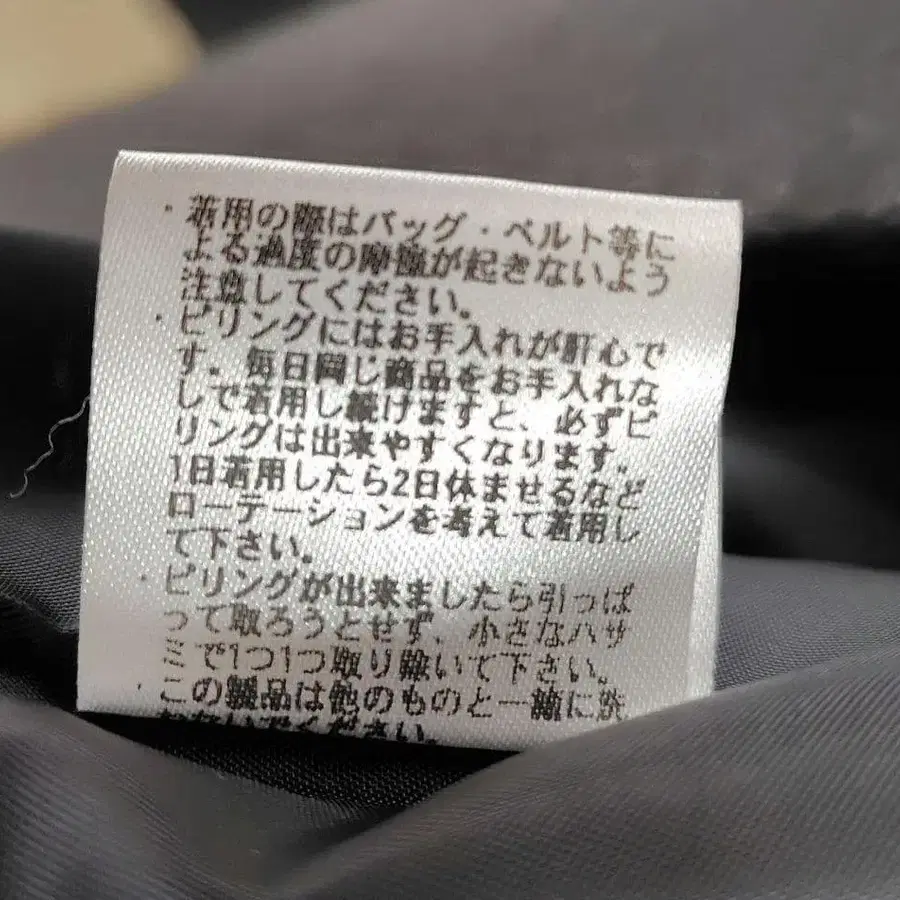 ・着用の際はバッグ・ベルト等に
よる過度の摩擦が起きないよう
注意してください。
・ピリングにはお手入れが肝心で
す。毎日同じ商品をお手入れな
しで着用し続けますと、必ずピ
リングは出来やすくなります。
1日着用したら2日休ませるなど
ローテーションを考えて着用し
て下さい。
・ピリングが出来ましたら引っぱ
って取ろうとせず、小さなハサ
ミで1つ1つ取り除いて下さい。
・この製品は他のものと一緒に洗
わないでください。